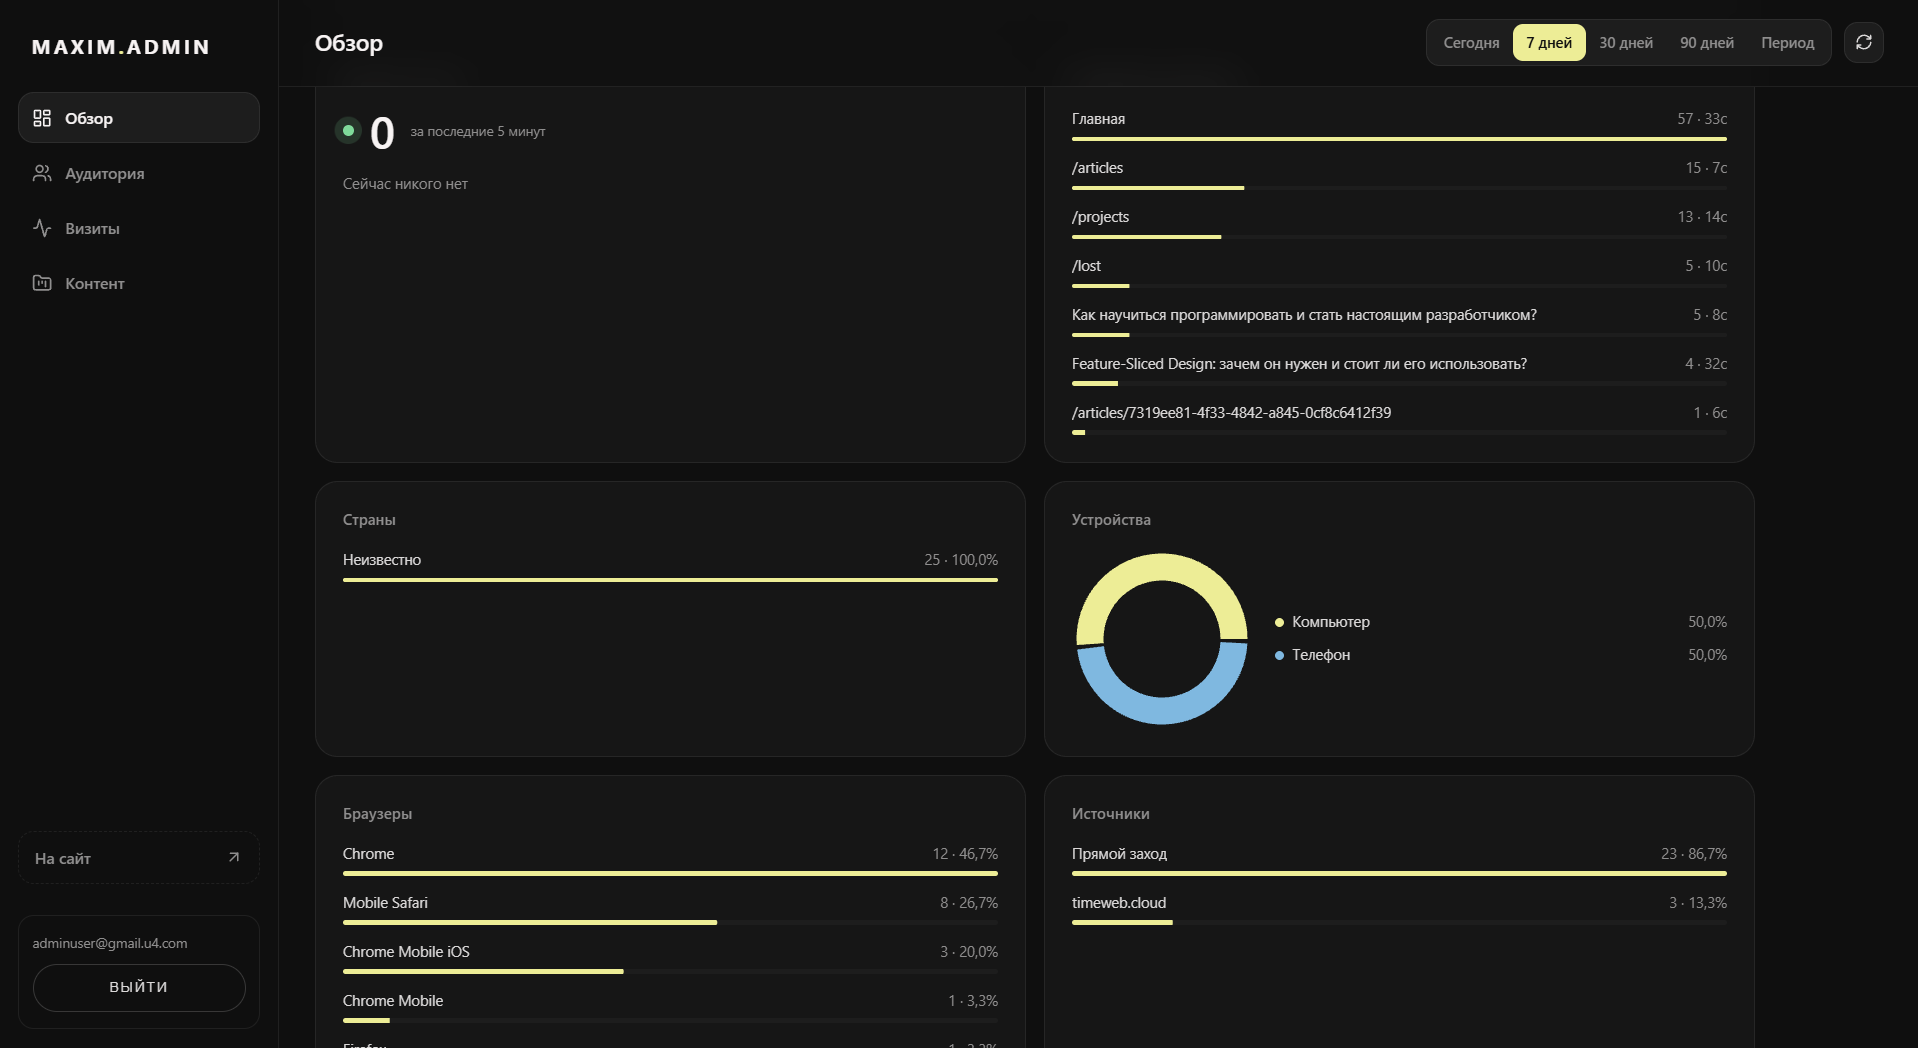 MAXIM.ADMIN
Обзор
Аудитория
Визиты
Контент
На сайт
adminuser@gmail.u4.com
ВЫЙТИ
Обзор
Сегодня
7 дней
30 дней
90 дней
Период
0 за последние 5 минут
Сейчас никого нет
Главная 57 · 33с
/articles 15 · 7с
/projects 13 · 14с
/lost 5 · 10с
Как научиться программировать и стать настоящим разработчиком? 5 · 8с
Feature-Sliced Design: зачем он нужен и стоит ли его использовать? 4 · 32с
/articles/7319ee81-4f33-4842-a845-0cf8c6412f39 1 · 6с
Страны
Неизвестно 25 · 100,0%
Устройства
Компьютер 50,0%
Телефон 50,0%
Браузеры
Chrome 12 · 46,7%
Mobile Safari 8 · 26,7%
Chrome Mobile iOS 3 · 20,0%
Chrome Mobile 1 · 3,3%
Firefox 1 · 3,3%
Источники
Прямой заход 23 · 86,7%
timeweb.cloud 3 · 13,3%